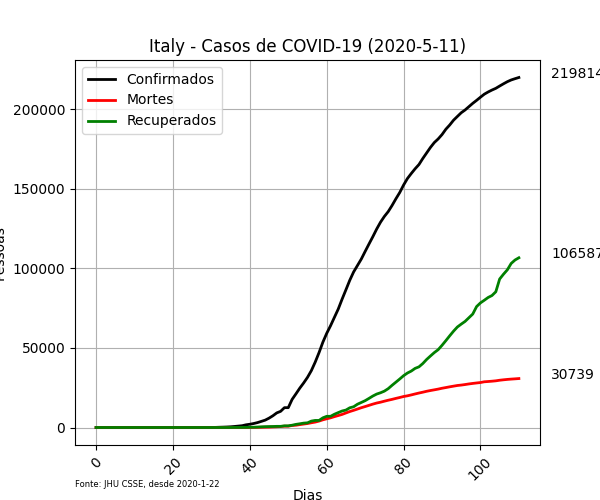 Italy - Casos de COVID-19 (2020-5-11)
Confirmados
Mortes
Recuperados
219814
106587
30739
200000
150000
100000
50000
0
0
20
40
60
80
100
Fonte: JHU CSSE, desde 2020-1-22
Dias